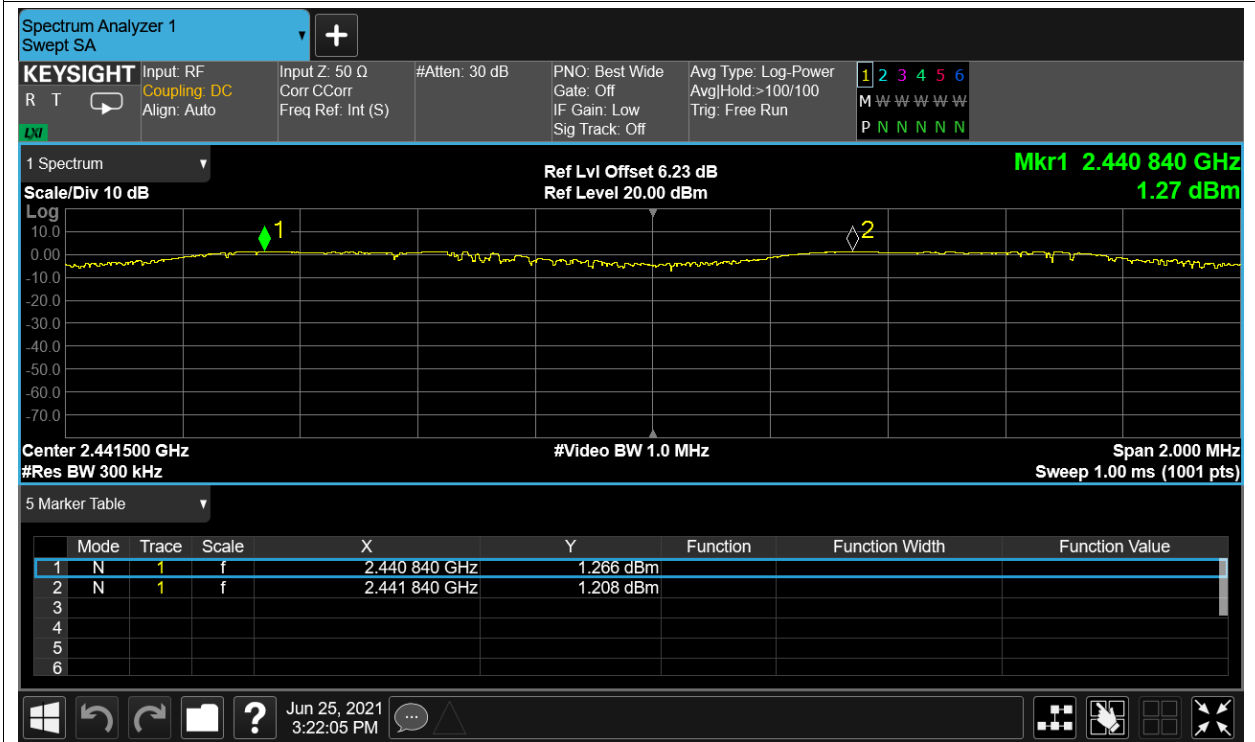 Spectrum Analyzer 1
Swept SA
+
KEYSIGHT
R T
LXI
Input: RF
Coupling: DC
Align: Auto
Input Z: 50 Ω
Corr CCorr
Freq Ref: Int (S)
#Atten: 30 dB
PNO: Best Wide
Gate: Off
IF Gain: Low
Sig Track: Off
Avg Type: Log-Power
Avg|Hold:>100/100
Trig: Free Run
1 2 3 4 5 6
M W W W W W
P N N N N N
1 Spectrum
Scale/Div 10 dB
Ref Lvl Offset 6.23 dB
Ref Level 20.00 dBm
Mkr1 2.440 840 GHz
1.27 dBm
Log
10.0
0.00
-10.0
-20.0
-30.0
-40.0
-50.0
-60.0
-70.0
1
2
Center 2.441500 GHz
#Res BW 300 kHz
#Video BW 1.0 MHz
Span 2.000 MHz
Sweep 1.00 ms (1001 pts)
5 Marker Table
Mode Trace Scale X Y Function Function Width Function Value
1 N 1 f 2.440 840 GHz 1.266 dBm
2 N 1 f 2.441 840 GHz 1.208 dBm
3
4
5
6
?
Jun 25, 2021
3:22:05 PM